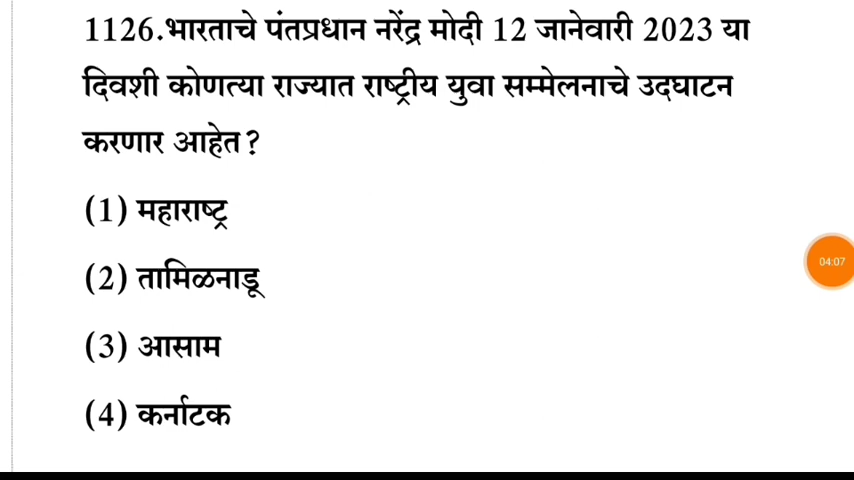 1126.भारताचे पंतप्रधान नरेंद्र मोदी 12 जानेवारी 2023 या
दिवशी कोणत्या राज्यात राष्ट्रीय युवा सम्मेलनाचे उदघाटन
करणार आहेत?
(1) महाराष्ट्र
(2) तामिळनाडू
04:07
(3) आसाम
(4) कर्नाटक